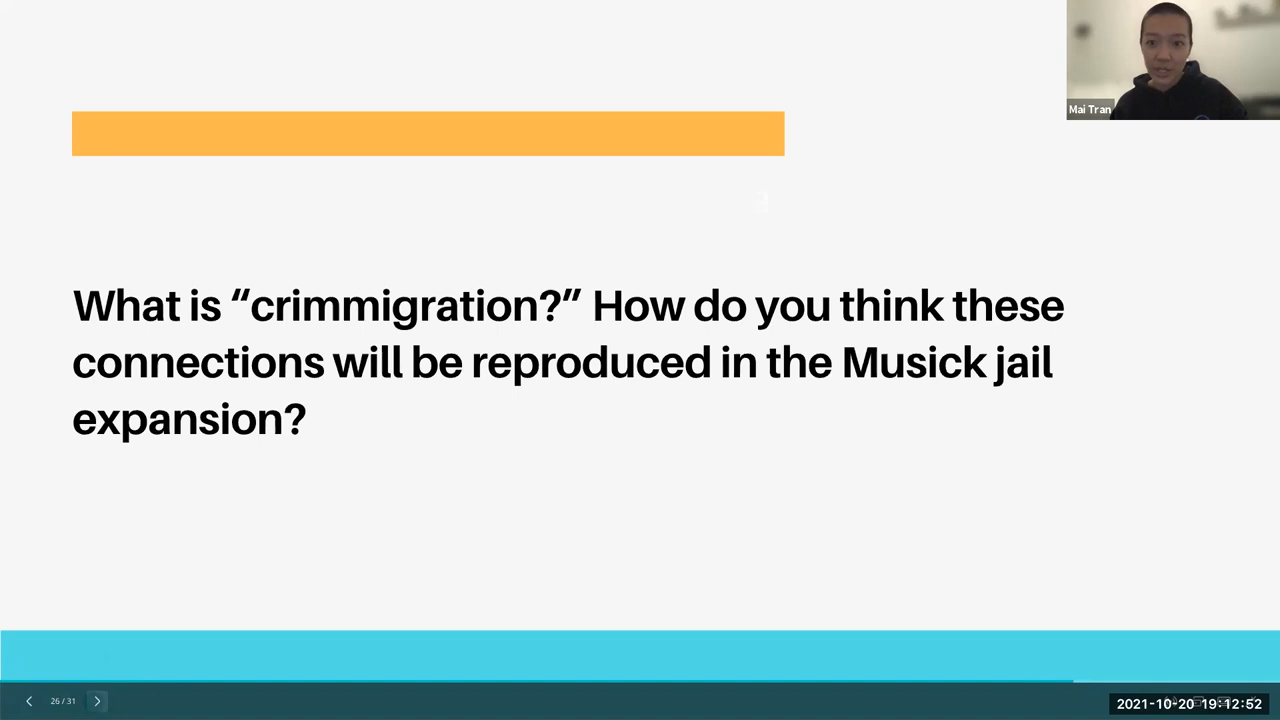 Mai Tran
What is “crimmigration?” How do you think these
connections will be reproduced in the Musick jail
expansion?
26 / 31
2021-10-20 19:12:52